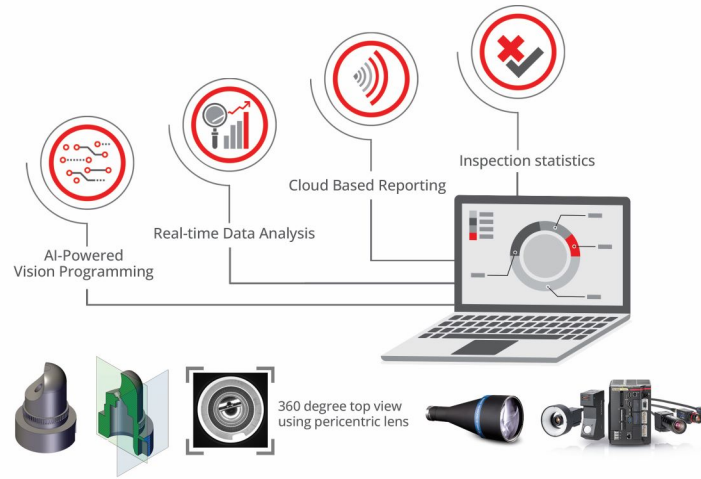 Inspection statistics
Cloud Based Reporting
Real-time Data Analysis
AI-Powered
Vision Programming
360 degree top view
using pericentric lens